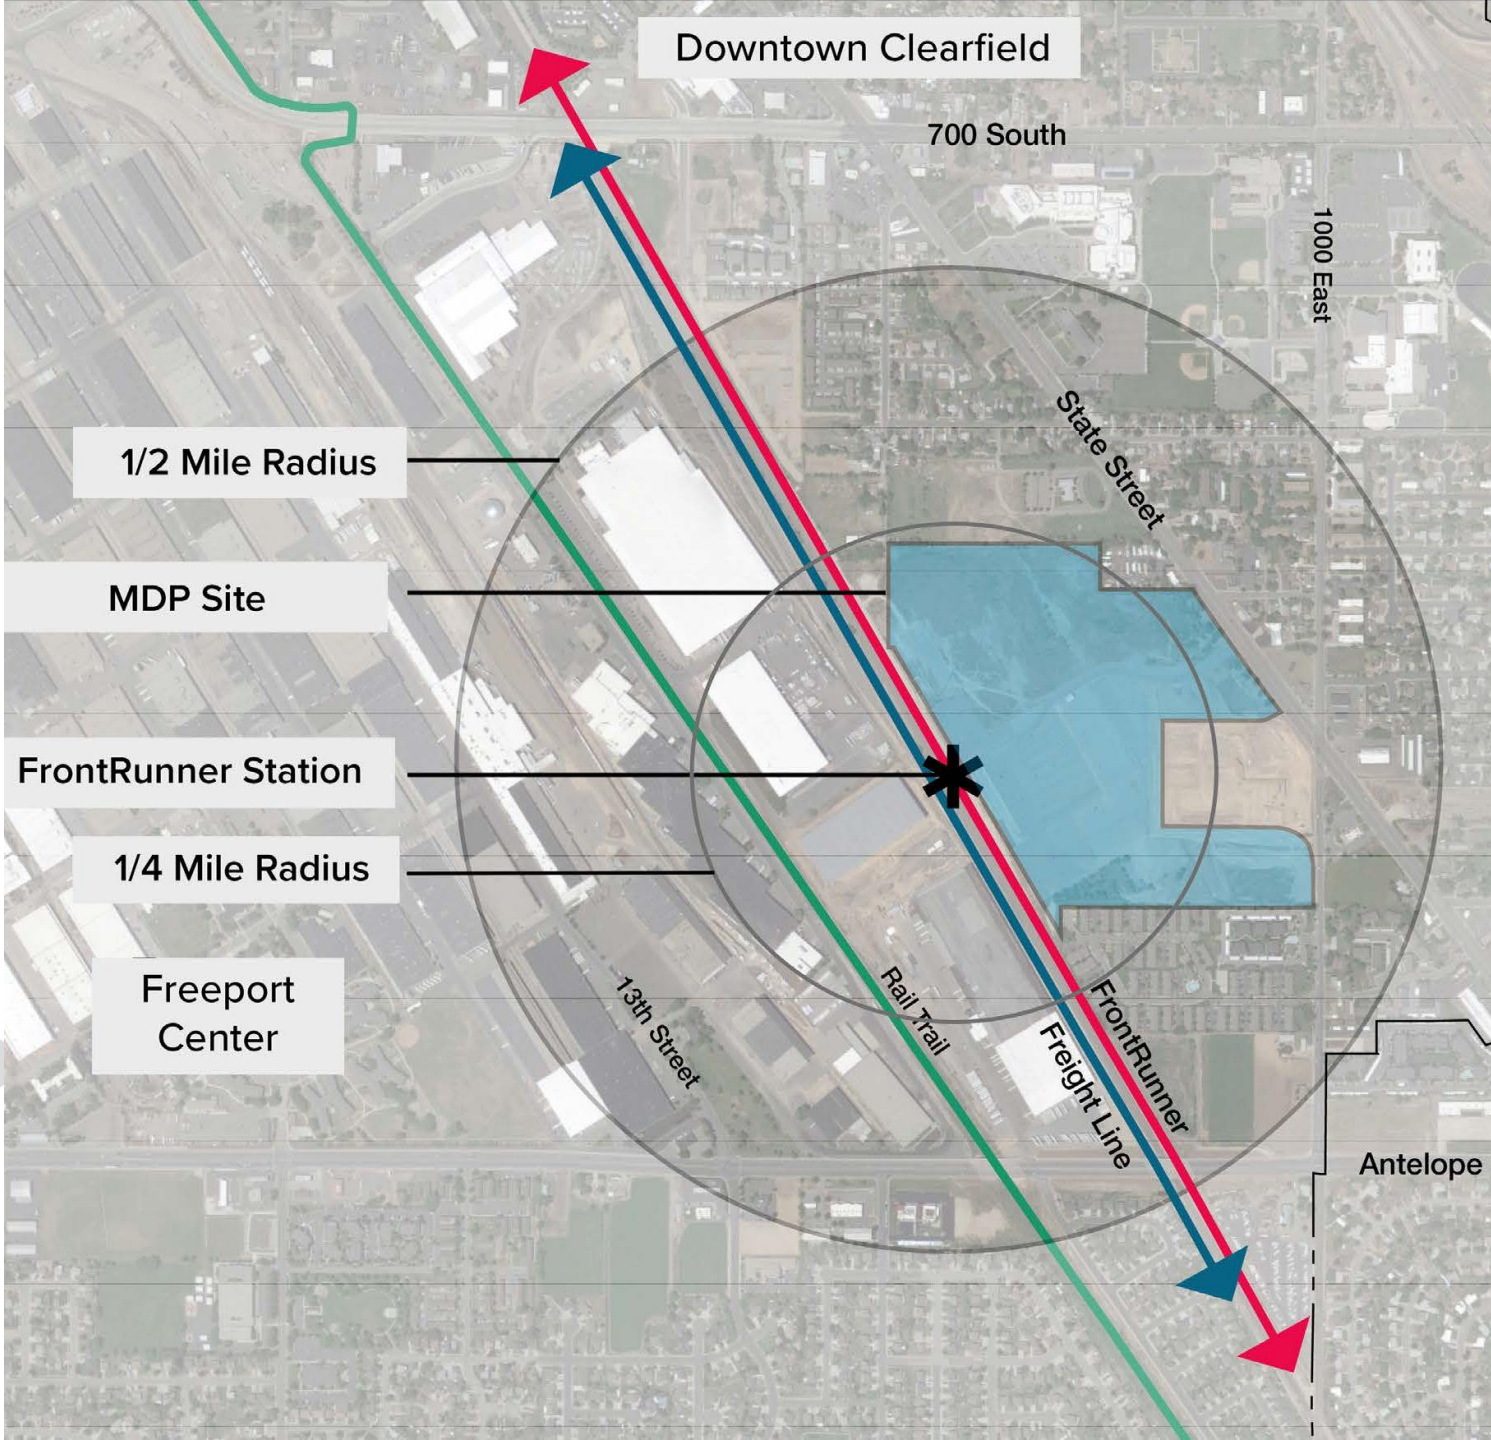 Downtown Clearfield
700 South
1000 East
State Street
1/2 Mile Radius
MDP Site
FrontRunner Station
1/4 Mile Radius
Freeport
Center
13th Street
Rail Trail
FrontRunner
Freight Line
Antelope